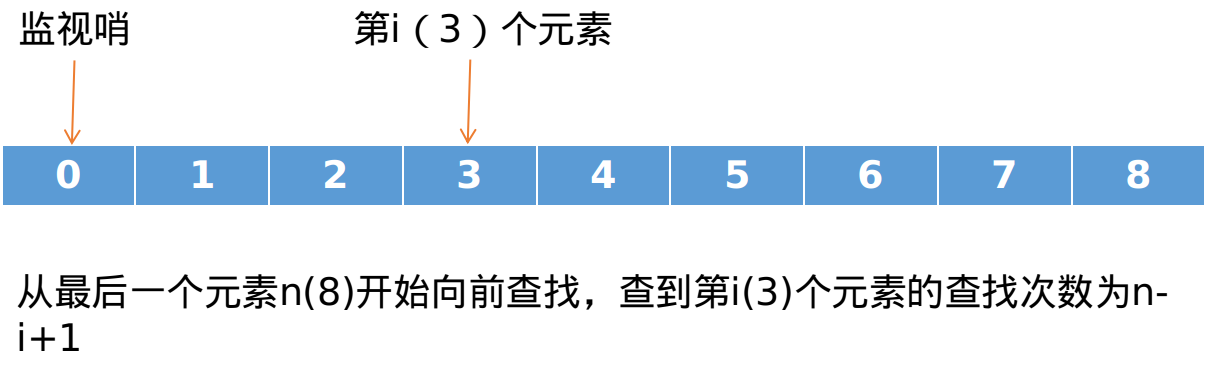 监视哨
第i（3）个元素
0 1 2 3 4 5 6 7 8
从最后一个元素n(8)开始向前查找，查到第i(3)个元素的查找次数为n-
i+1